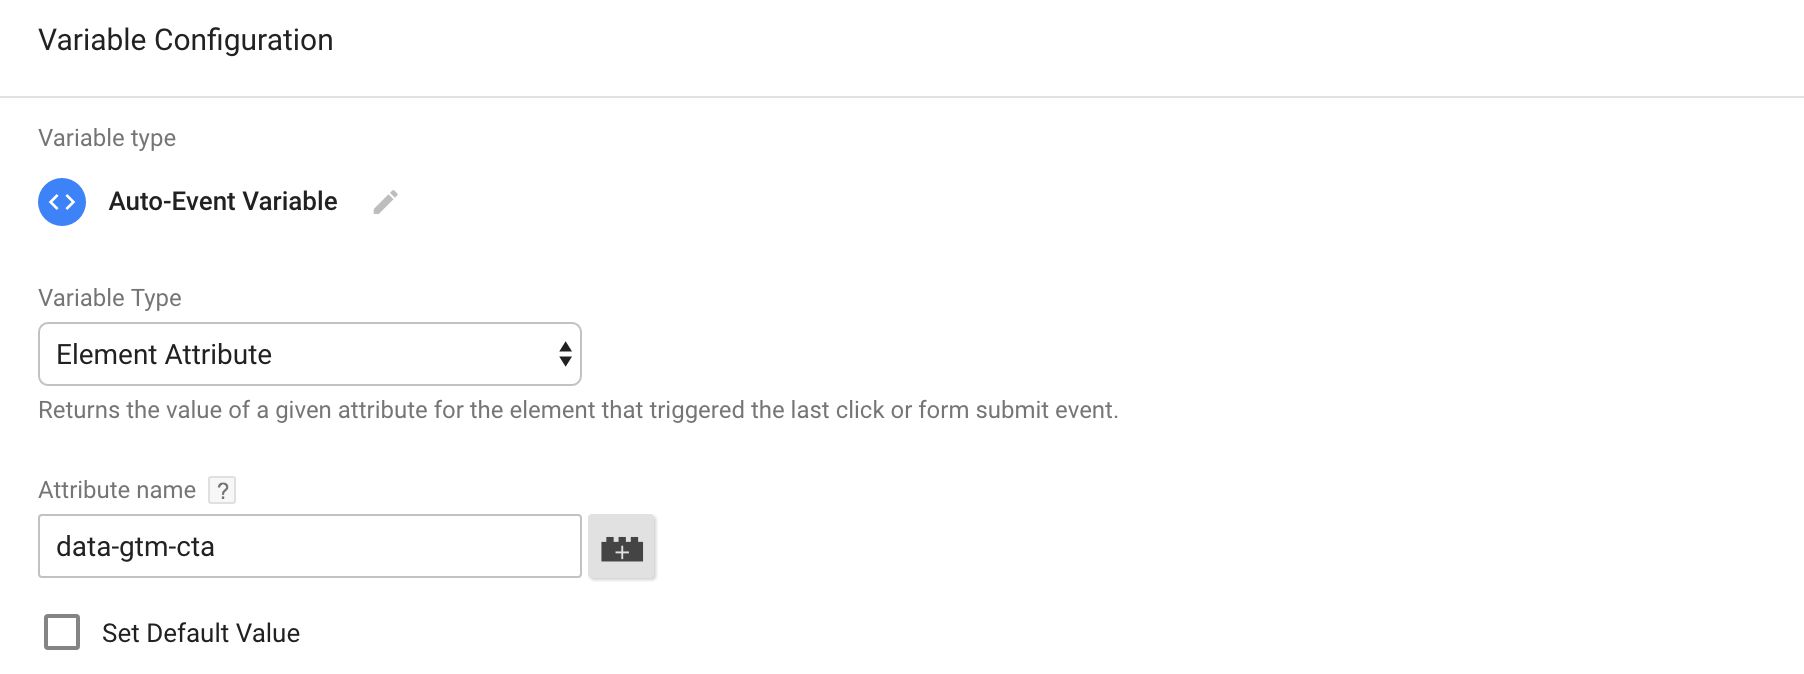 Variable Configuration
Variable type
Auto-Event Variable
Variable Type
Element Attribute
Returns the value of a given attribute for the element that triggered the last click or form submit event.
Attribute name ?
data-gtm-cta
Set Default Value